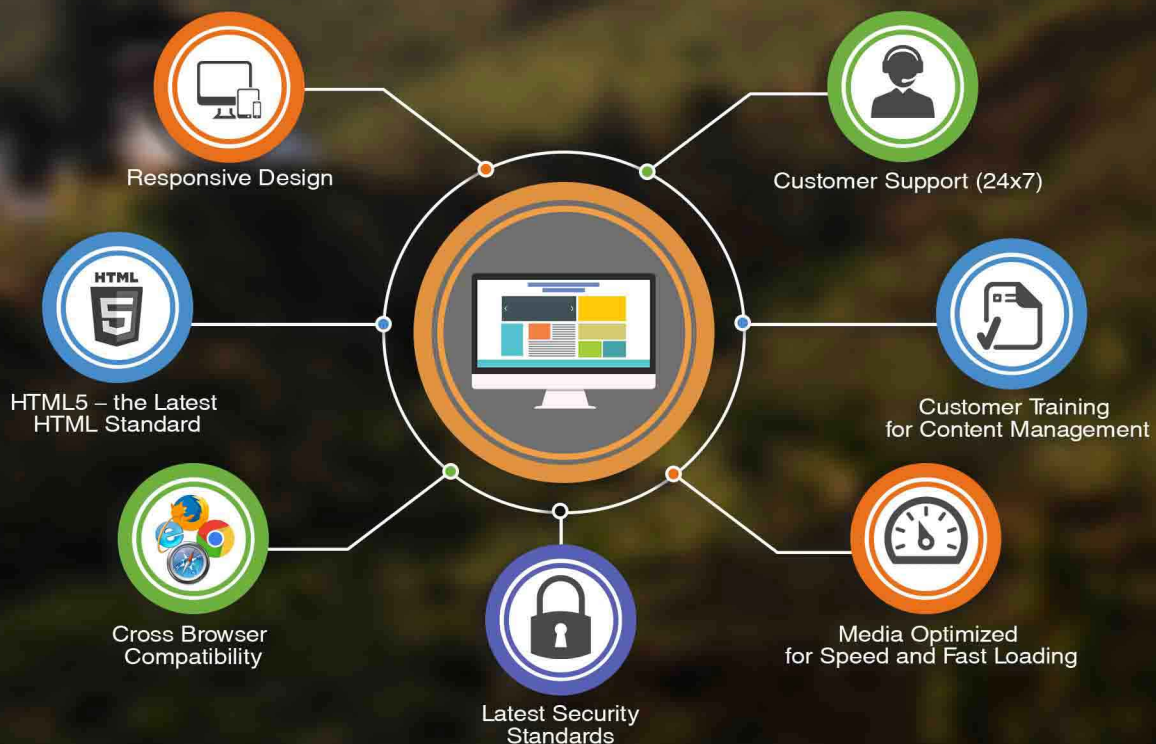 Responsive Design
Customer Support (24x7)
HTML
5
HTML5 – the Latest
HTML Standard
Customer Training
for Content Management
Cross Browser
Compatibility
Media Optimized
for Speed and Fast Loading
Latest Security
Standards